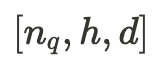 [n_q, h, d]